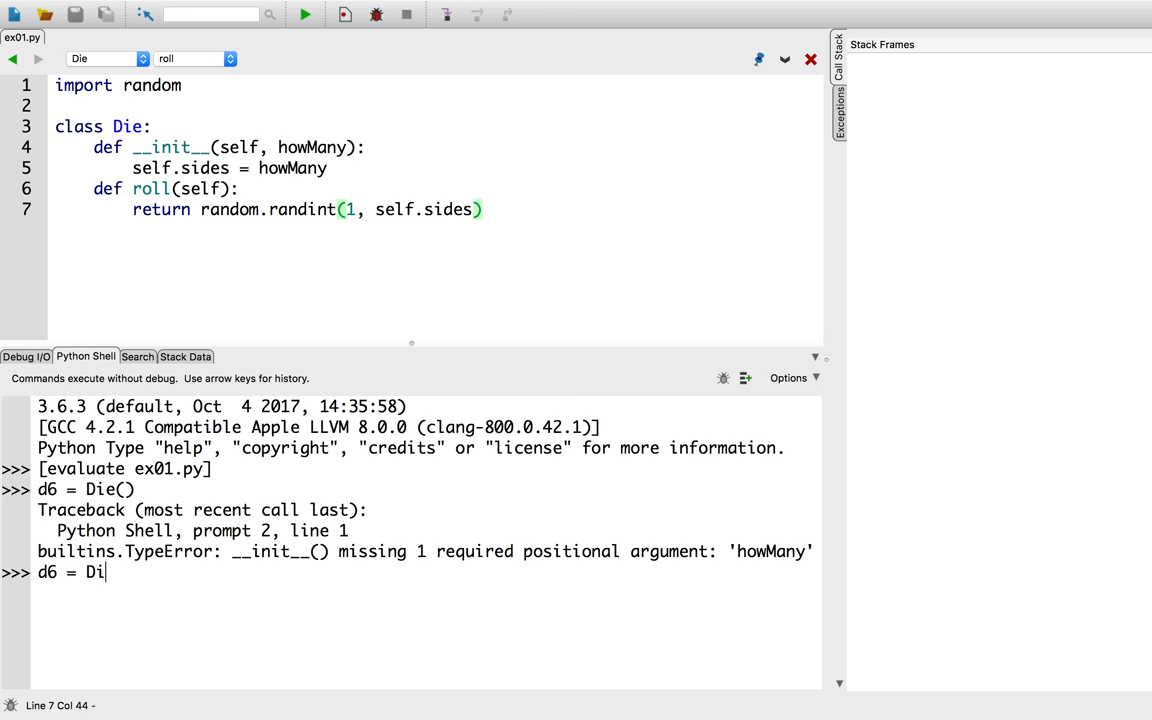 ex01.py
Die roll
Call Stack
Exceptions
Stack Frames
1 import random
2
3 class Die:
4     def __init__(self, howMany):
5         self.sides = howMany
6     def roll(self):
7         return random.randint(1, self.sides)
Debug I/O Python Shell Search Stack Data
Commands execute without debug.  Use arrow keys for history.
Options
3.6.3 (default, Oct  4 2017, 14:35:58)
[GCC 4.2.1 Compatible Apple LLVM 8.0.0 (clang-800.0.42.1)]
Python Type "help", "copyright", "credits" or "license" for more information.
>>> [evaluate ex01.py]
>>> d6 = Die()
Traceback (most recent call last):
  Python Shell, prompt 2, line 1
builtins.TypeError: __init__() missing 1 required positional argument: 'howMany'
>>> d6 = Di
Line 7 Col 44 -